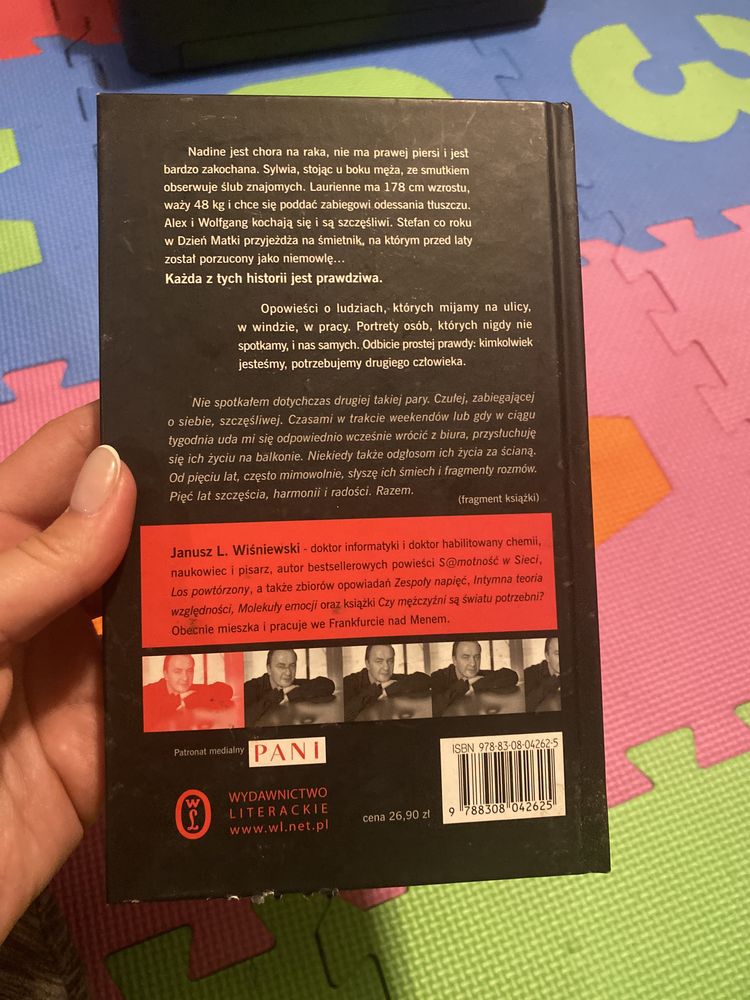 Nadine jest chora na raka, nie ma prawej piersi i jest
bardzo zakochana. Sylwia, stojąc u boku męża, ze smutkiem
obserwuje ślub znajomych. Laurienne ma 178 cm wzrostu,
waży 48 kg i chce się poddać zabiegowi odessania tłuszczu.
Alex i Wolfgang kochają się i są szczęśliwi. Stefan co roku
w Dzień Matki przyjeżdża na śmietnik, na którym przed laty
został porzucony jako niemowlę...
Każda z tych historii jest prawdziwa.
Opowieści o ludziach, których mijamy na ulicy,
w windzie, w pracy. Portrety osób, których nigdy nie
spotkamy, i nas samych. Odbicie prostej prawdy: kimkolwiek
jesteśmy, potrzebujemy drugiego człowieka.
Nie spotkałem dotychczas drugiej takiej pary. Czułej, zabiegającej
o siebie, szczęśliwej. Czasami w trakcie weekendów lub gdy w ciągu
tygodnia uda mi się odpowiednio wcześnie wrócić z biura, przysłuchuję
się ich życiu na balkonie. Niekiedy także odgłosom ich życia za ścianą.
Od pięciu lat, często mimowolnie, słyszę ich śmiech i fragmenty rozmów.
Pięć lat szczęścia, harmonii i radości. Razem.
(fragment książki)
Janusz L. Wiśniewski - doktor informatyki i doktor habilitowany chemii,
naukowiec i pisarz, autor bestsellerowych powieści S@motność w Sieci,
Los powtórzony, a także zbiorów opowiadań Zespoły napięć, Intymna teoria
względności, Molekuły emocji oraz książki Czy mężczyźni są światu potrzebni?
Obecnie mieszka i pracuje we Frankfurcie nad Menem.
Patronat medialny PANI
ISBN 978-83-08-04262-5
9 788308 042625
WL
WYDAWNICTWO
LITERACKIE
www.wl.net.pl
cena 26,90 zł
3